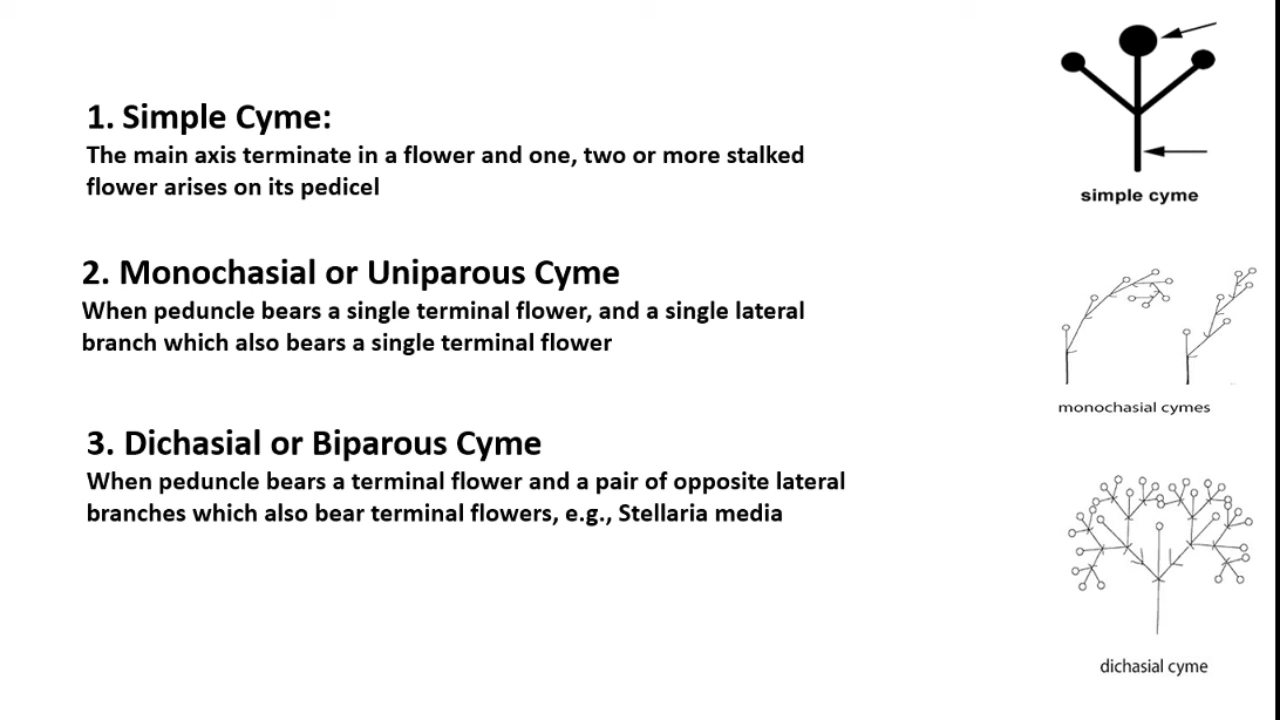 1. Simple Cyme:
The main axis terminate in a flower and one, two or more stalked
flower arises on its pedicel
simple cyme
2. Monochasial or Uniparous Cyme
When peduncle bears a single terminal flower, and a single lateral
branch which also bears a single terminal flower
monochasial cymes
3. Dichasial or Biparous Cyme
When peduncle bears a terminal flower and a pair of opposite lateral
branches which also bear terminal flowers, e.g., Stellaria media
dichasial cyme